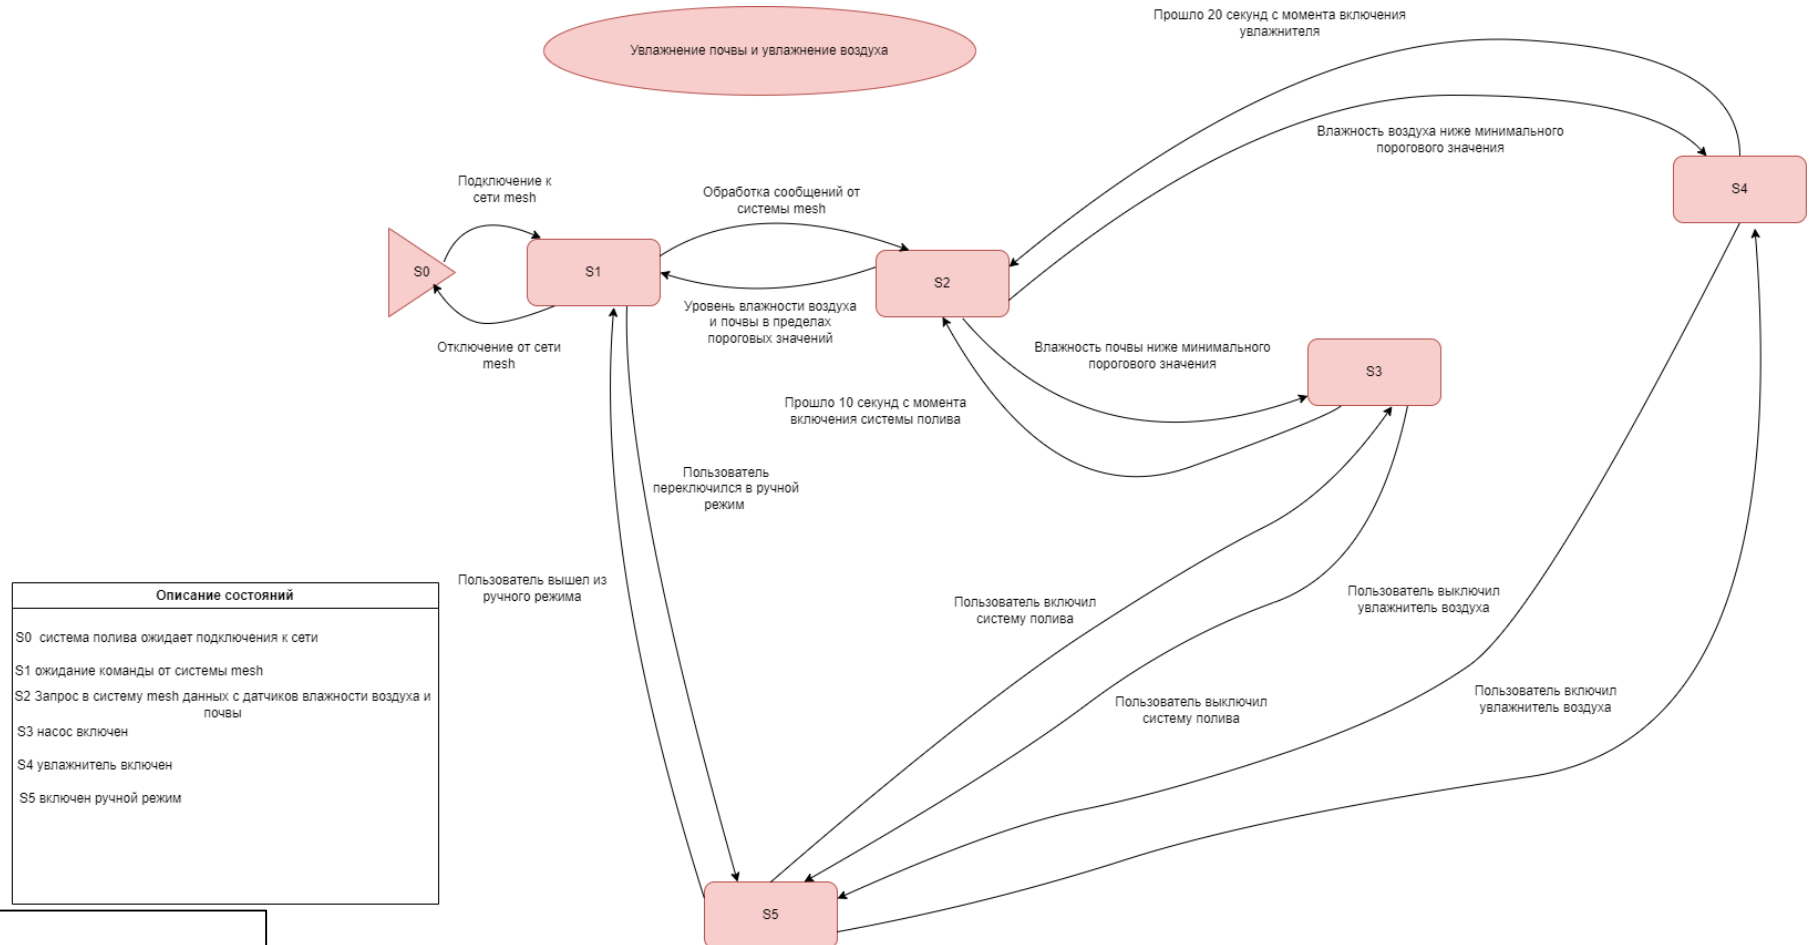 Увлажнение почвы и увлажнение воздуха
Прошло 20 секунд с момента включения
увлажнителя
Влажность воздуха ниже минимального
порогового значения
S4
Подключение к
сети mesh
Обработка сообщений от
системы mesh
S0
S1
S2
Уровень влажности воздуха
и почвы в пределах
пороговых значений
Отключение от сети
mesh
Влажность почвы ниже минимального
порогового значения
S3
Прошло 10 секунд с момента
включения системы полива
Пользователь
переключился в ручной
режим
Пользователь вышел из
ручного режима
Пользователь включил
систему полива
Пользователь выключил
увлажнитель воздуха
Пользователь выключил
систему полива
Пользователь включил
увлажнитель воздуха
S5
Описание состояний
S0 система полива ожидает подключения к сети
S1 ожидание команды от системы mesh
S2 Запрос в систему mesh данных с датчиков влажности воздуха и
почвы
S3 насос включен
S4 увлажнитель включен
S5 включен ручной режим